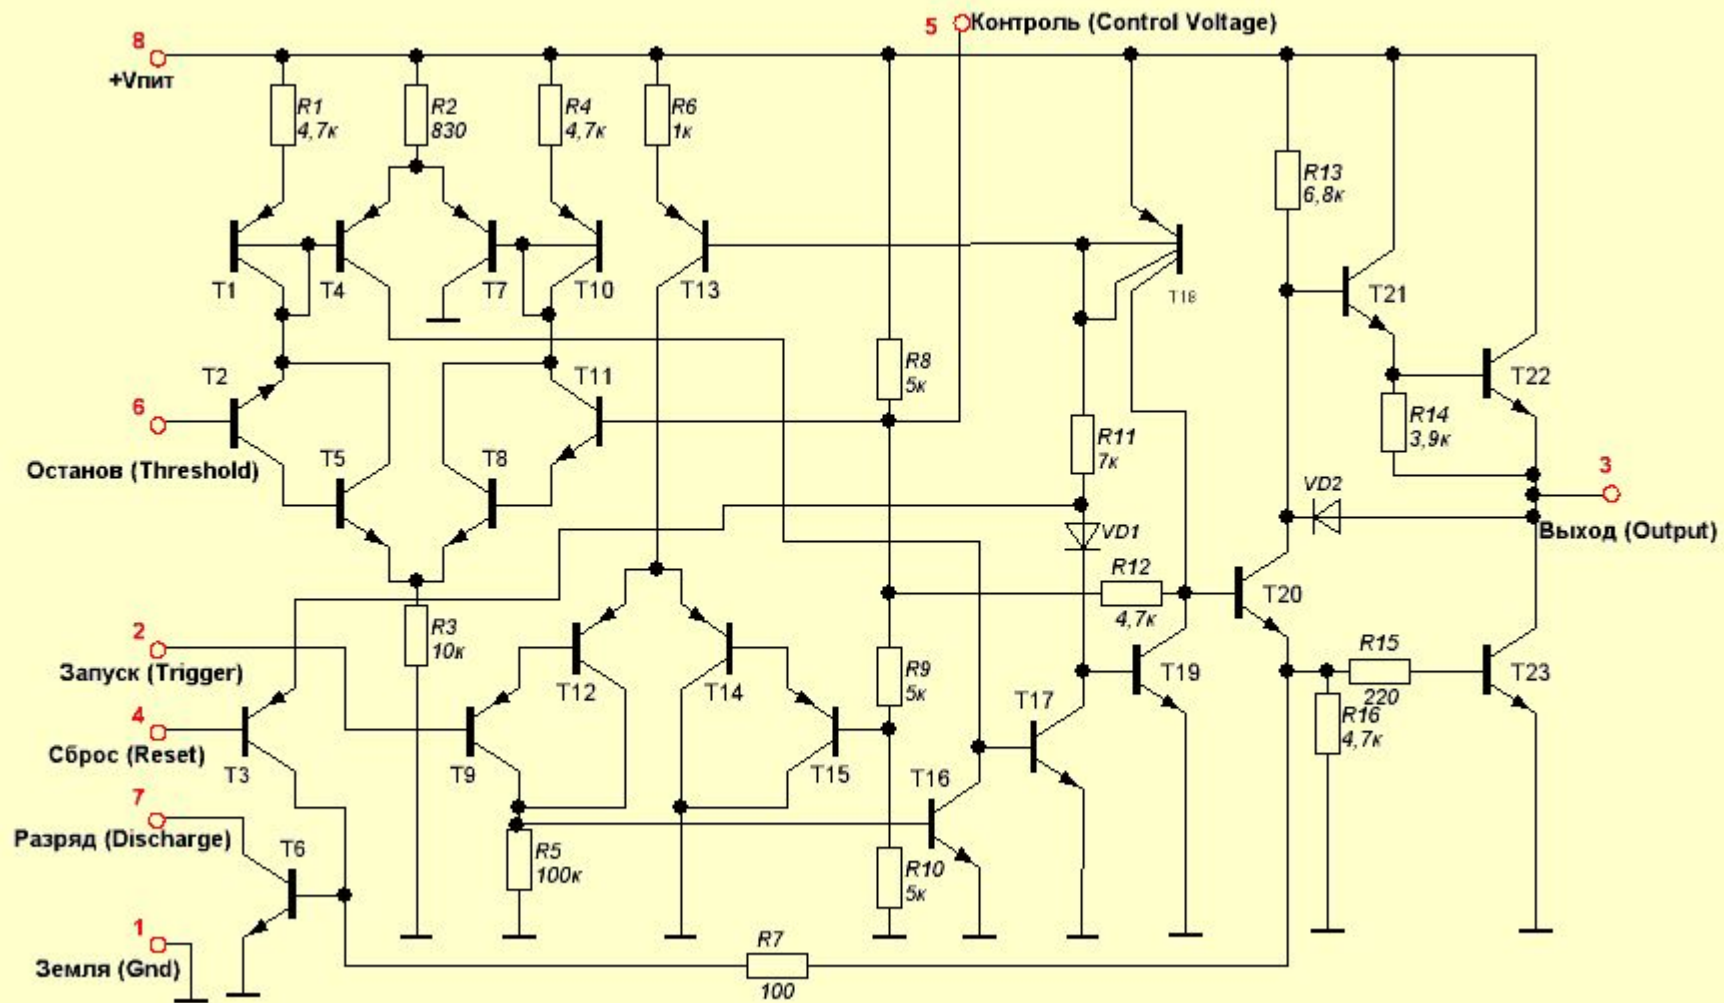 5 Контроль (Control Voltage)
8
+Vпит
R1
4,7к
R2
830
R4
4,7к
R6
1к
R13
6,8к
T1
T4
T7
T10
T13
T18
T21
R8
5к
T22
T2
T11
6
R14
3,9к
R11
7к
Останов (Threshold)
T5
T8
3
VD2
Выход (Output)
VD1
R12
4,7к
T20
2
R3
10к
Запуск (Trigger)
R9
5к
R15
220
T12
T14
T19
T23
4
T17
R16
4,7к
Сброс (Reset)
T3
T9
T15
T16
7
Разряд (Discharge)
T6
R5
100к
R10
5к
1
R7
100
Земля (Gnd)